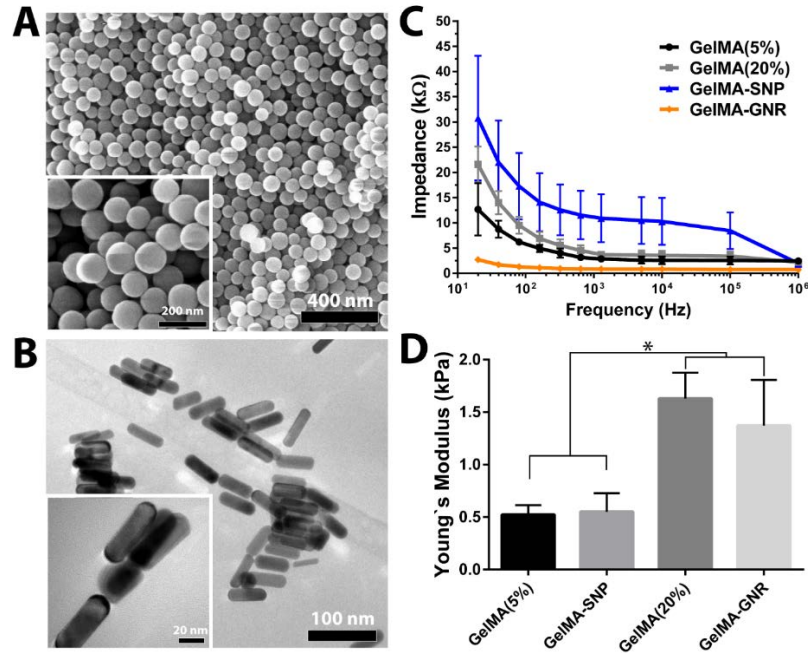 A
200 nm
400 nm
B
20 nm
100 nm
C
Impedance (kΩ)
50
45
40
35
30
25
20
15
10
5
0
GelMA(5%)
GelMA(20%)
GelMA-SNP
GelMA-GNR
10¹ 10² 10³ 10⁴ 10⁵ 10⁶
Frequency (Hz)
D
Young`s Modulus (kPa)
2.0
1.5
1.0
0.5
0.0
*
GelMA(5%)
GelMA-SNP
GelMA(20%)
GelMA-GNR